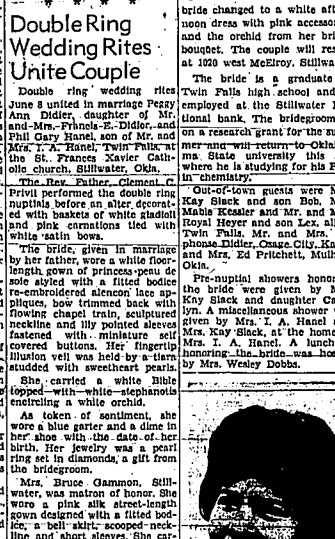 Double Ring
Wedding Rites
Unite Couple
Double ring wedding rites
June 8 united in marriage Peggy
Ann Didier, daughter of Mr.
and Mrs. Francis E. Didier, and
Phil Gary Hanel, son of Mr. and
Mrs. I. A. Hanel, Twin Falls, at
the St. Frances Xavier Cath-
olic church, Stillwater, Okla.
The Rev. Father Clement C.
Privi performed the double ring
nuptials before an alter decorat-
ed with baskets of white gladioli
and pink carnations tied with
white satin bows.
The bride, given in marriage
by her father, wore a white floor-
length gown of princess peau de
sole styled with a fitted bodice
re-embroidered alencon lace ap-
pliques, bow trimmed back with
flowing chapel train, sculptured
neckline and lily pointed sleeves
fastened with miniature self
covered buttons. Her fingertip
illusion veil was held by a tiara
studded with sweetheart pearls.
She carried a white Bible
topped with white stephanotis
encircling a white orchid.
As token of sentiment, she
wore a blue garter and a dime in
her shoe with the date of her
birth. Her jewelry was a pearl
ring set in diamonds, a gift from
the bridegroom.
Mrs. Bruce Gammon, Still-
water, was matron of honor. She
wore a pink silk street-length
gown designed with a fitted bod-
ice, a bell skirt, scooped neck-
line and short sleeves. She car-
bride changed to a white aft
noon dress with pink accesso
and the orchid from her bri
bouquet. The couple will res
at 1020 west McElroy, Stillwa
The bride is a graduate
Twin Falls high school and
employed at the Stillwater
tional bank. The bridegroom
on a research grant for the su
mer and will return to Okla
ma State university this
where he is studying for his P
in chemistry.
Out-of-town guests were M
Kay Slack and son Bob, M
Mable Kessler and Mr. and M
Royal Heyer and son Lex, all
Twin Falls, Mr. and Mrs.
phonse Didier, Osage City, Ka
and Mrs. Ed Pritchett, Mulh
Okla.
Pre-nuptial showers honor
the bride were given by M
Kay Slack and daughter Ca
lyn. A miscellaneous shower
given by Mrs. I. A. Hanel
Mrs. Kay Slack, at the home
Mrs. I. A. Hanel. A lunch
honoring the bride was hos
by Mrs. Wesley Dobbs.